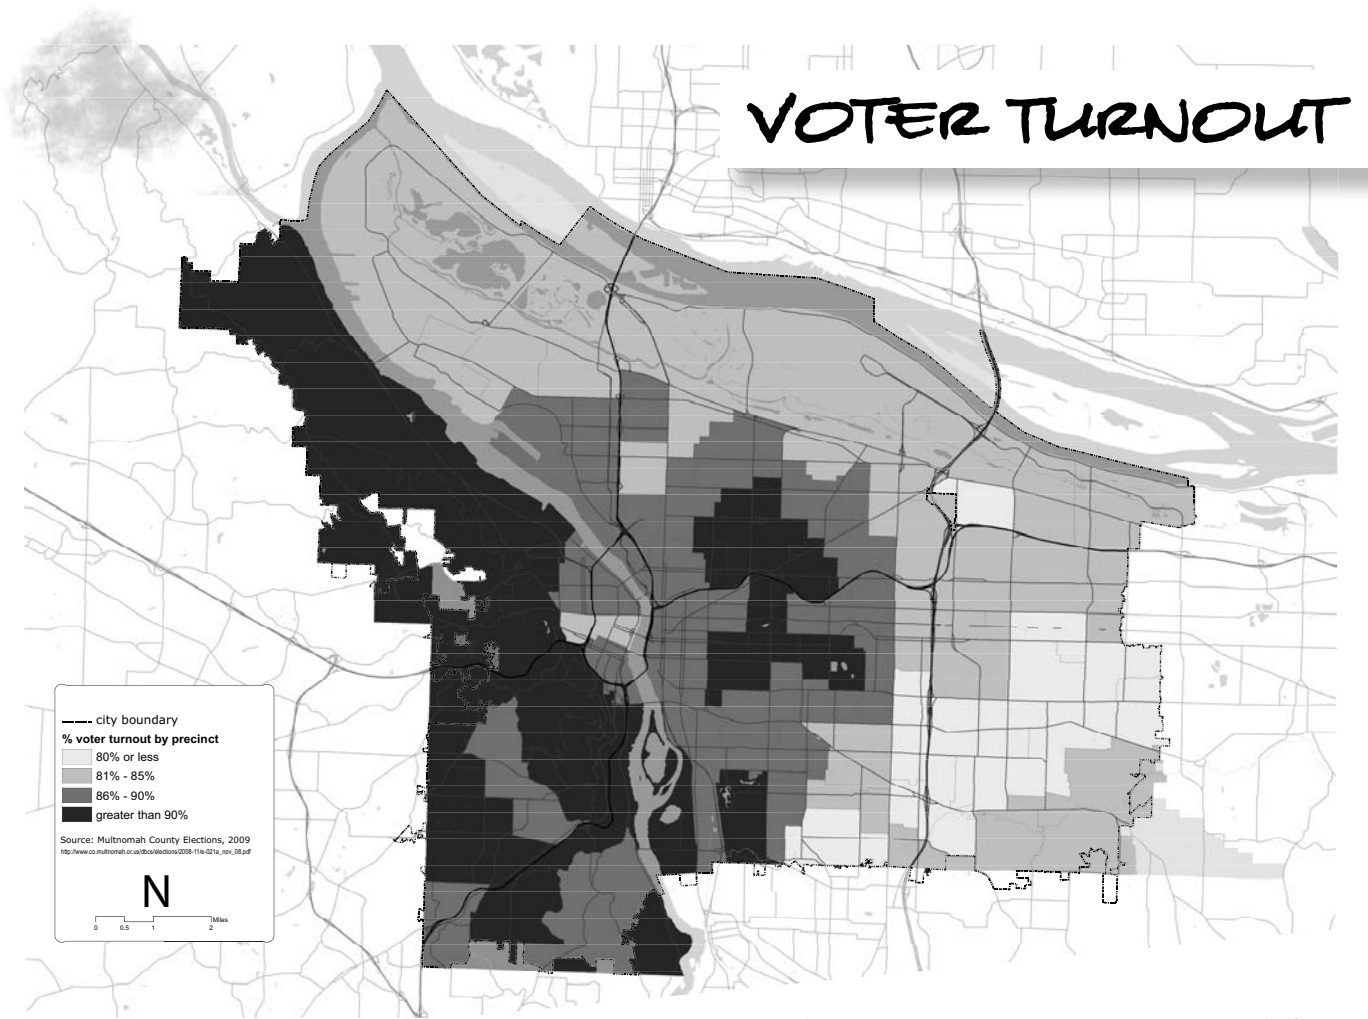 VOTER TURNOUT
city boundary
% voter turnout by precinct
80% or less
81% - 85%
86% - 90%
greater than 90%
Source: Multnomah County Elections, 2009
N
Miles
0 0.5 1 2